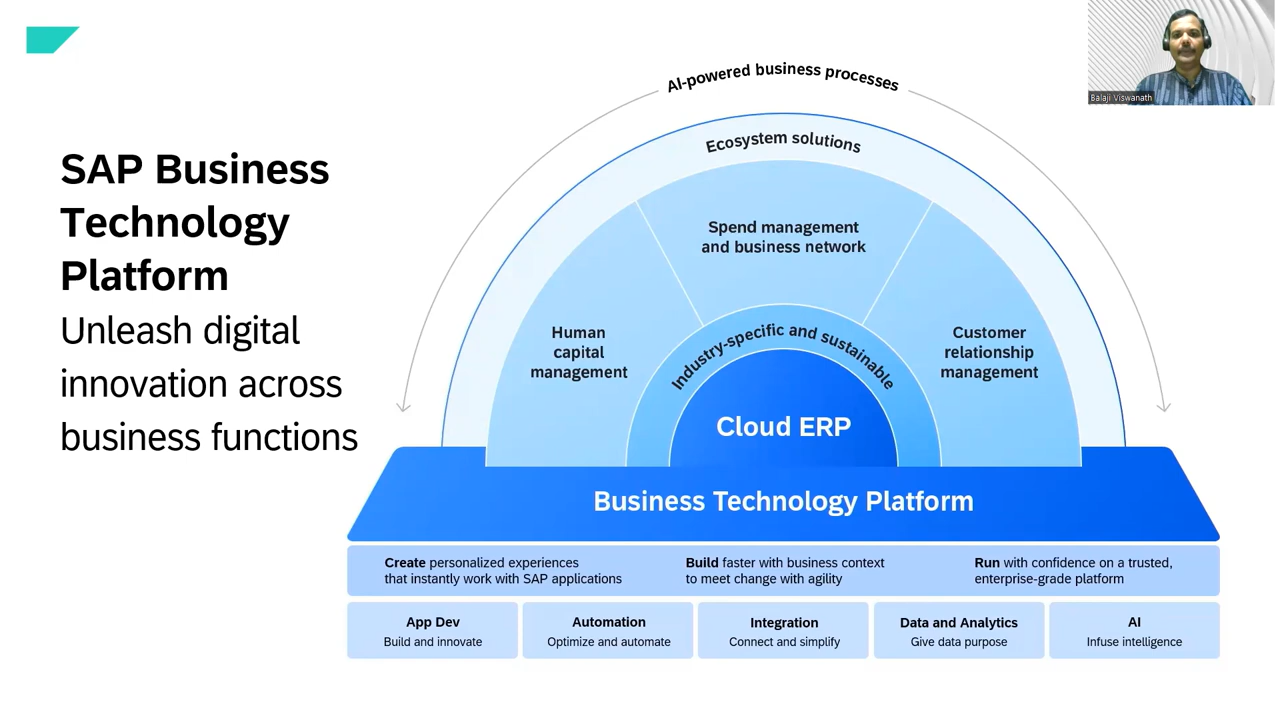 AI-powered business processes
Balaji Viswanath
SAP Business
Technology
Platform
Unleash digital
innovation across
business functions
Ecosystem solutions
Spend management
and business network
Human
capital
management
Industry-specific and sustainable
Customer
relationship
management
Cloud ERP
Business Technology Platform
Create personalized experiences
that instantly work with SAP applications
Build faster with business context
to meet change with agility
Run with confidence on a trusted,
enterprise-grade platform
App Dev
Build and innovate
Automation
Optimize and automate
Integration
Connect and simplify
Data and Analytics
Give data purpose
AI
Infuse intelligence